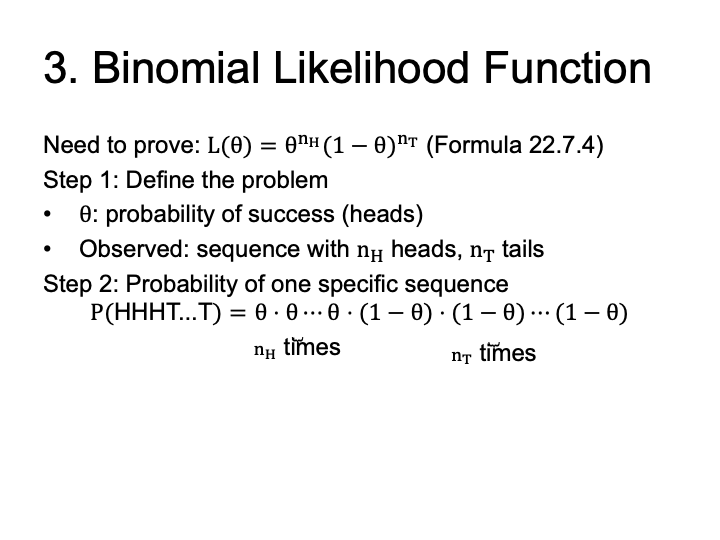 3. Binomial Likelihood Function
Need to prove: L(θ) = θⁿᴴ(1 − θ)ⁿᵀ (Formula 22.7.4)
Step 1: Define the problem
• θ: probability of success (heads)
• Observed: sequence with n_H heads, n_T tails
Step 2: Probability of one specific sequence
P(HHHT...T) = θ · θ ⋯ θ · (1 − θ) · (1 − θ) ⋯ (1 − θ)
n_H times n_T times